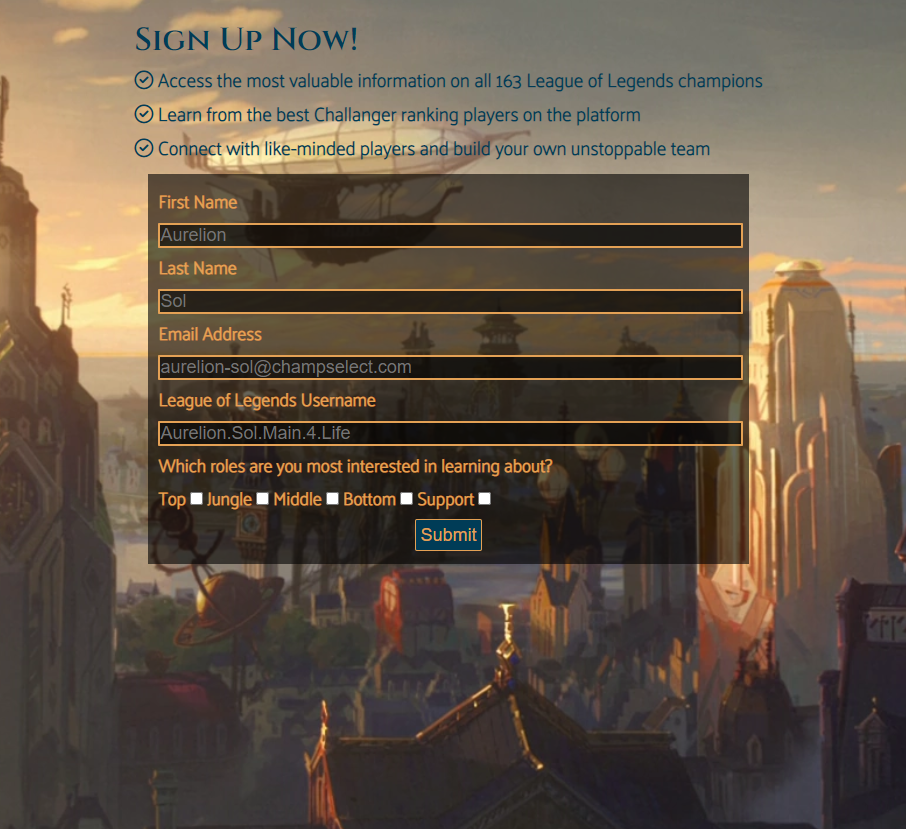 Sign Up Now!
Access the most valuable information on all 163 League of Legends champions
Learn from the best Challanger ranking players on the platform
Connect with like-minded players and build your own unstoppable team
First Name
Aurelion
Last Name
Sol
Email Address
aurelion-sol@champselect.com
League of Legends Username
Aurelion.Sol.Main.4.Life
Which roles are you most interested in learning about?
Top Jungle Middle Bottom Support
Submit